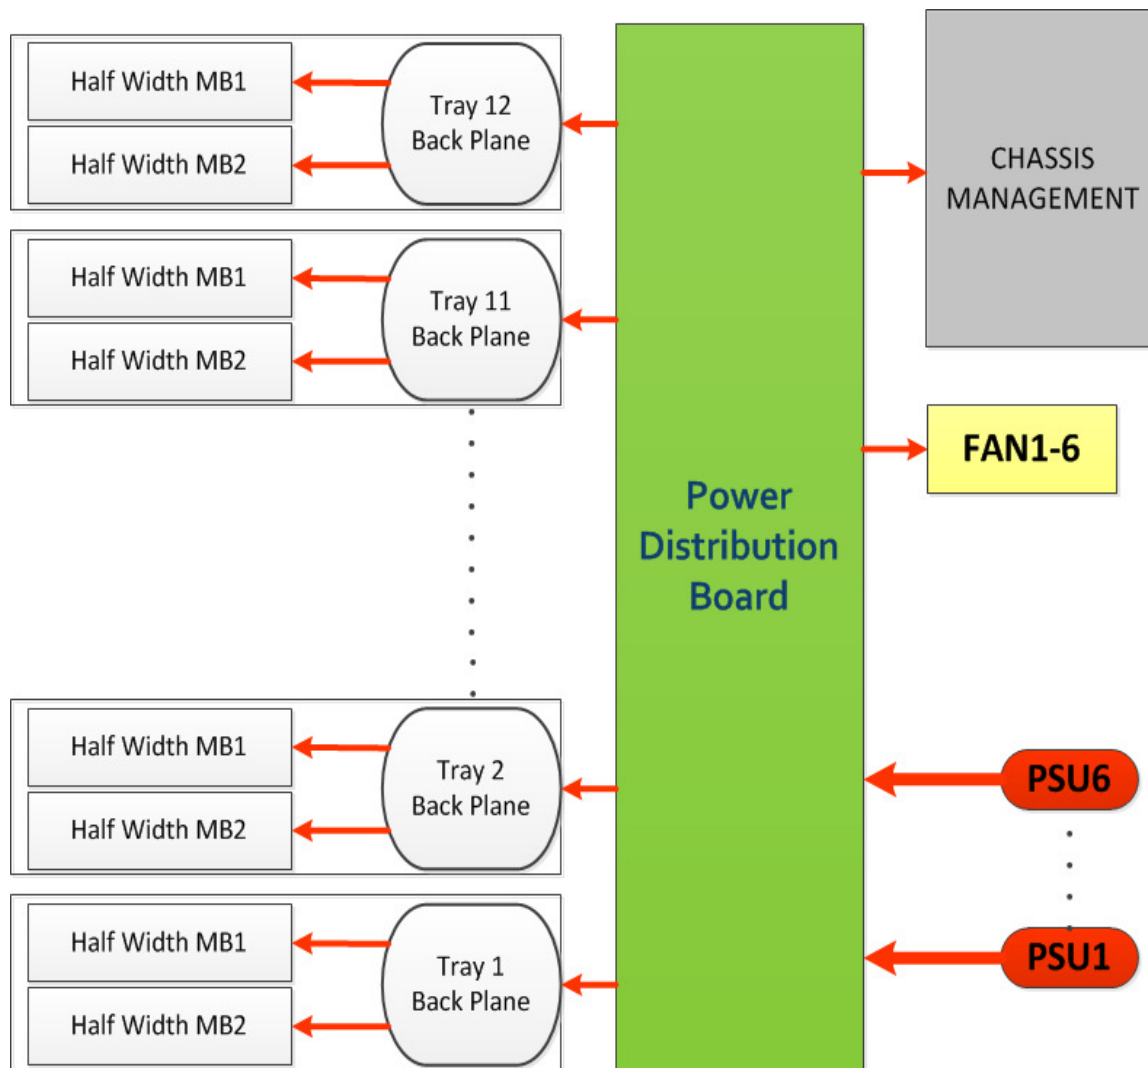 Half Width MB1
Half Width MB2
Tray 12
Back Plane
Half Width MB1
Half Width MB2
Tray 11
Back Plane
Half Width MB1
Half Width MB2
Tray 2
Back Plane
Half Width MB1
Half Width MB2
Tray 1
Back Plane
Power
Distribution
Board
CHASSIS
MANAGEMENT
FAN1-6
PSU6
PSU1